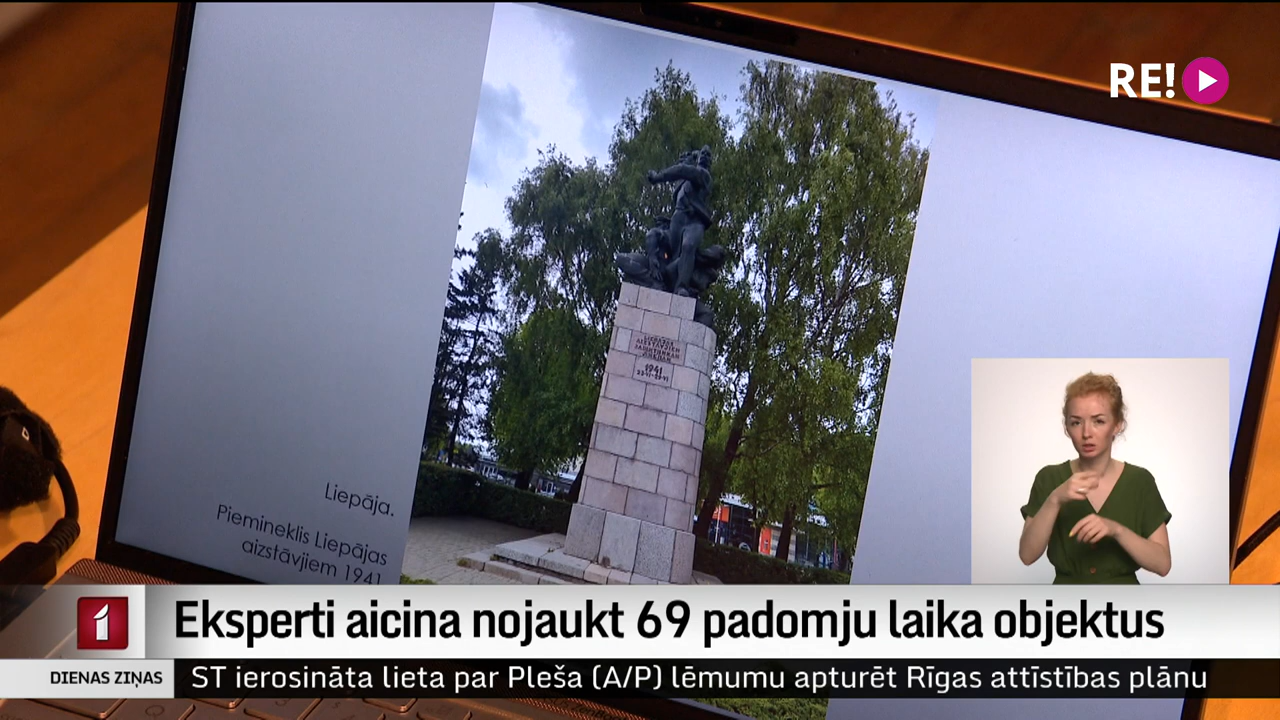 RE!
Liepāja.
Piemineklis Liepājas
aizstāvjiem 1941
1941
1
Eksperti aicina nojaukt 69 padomju laika objektus
DIENAS ZIŅAS
ST ierosināta lieta par Pleša (A/P) lēmumu apturēt Rīgas attīstības plānu